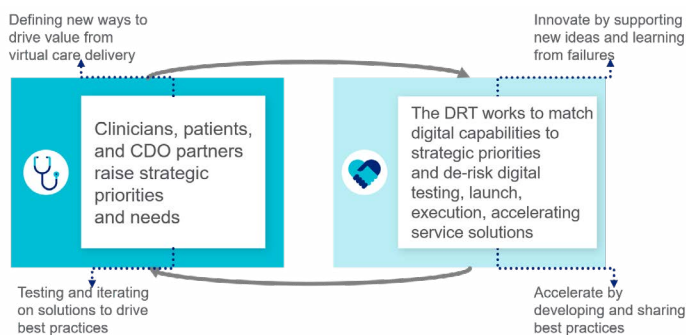 Defining new ways to
drive value from
virtual care delivery
Innovate by supporting
new ideas and learning
from failures
Clinicians, patients,
and CDO partners
raise strategic
priorities
and needs
The DRT works to match
digital capabilities to
strategic priorities
and de-risk digital
testing, launch,
execution, accelerating
service solutions
Testing and iterating
on solutions to drive
best practices
Accelerate by
developing and sharing
best practices